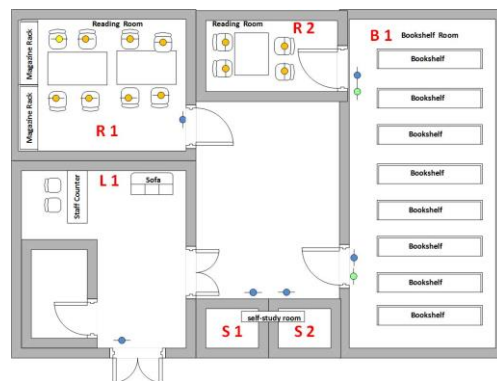 Reading Room
Magazine Rack
Magazine Rack
R 1
Reading Room
R 2
B 1
Bookshelf Room
Bookshelf
Bookshelf
Bookshelf
Bookshelf
Bookshelf
Bookshelf
Bookshelf
Bookshelf
L 1
Staff Counter
Sofa
self-study room
S 1
S 2